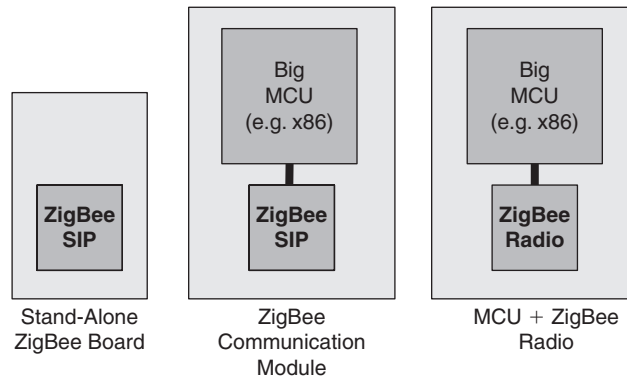 ZigBee
SIP
Stand-Alone
ZigBee Board
Big
MCU
(e.g. x86)
ZigBee
SIP
ZigBee
Communication
Module
Big
MCU
(e.g. x86)
ZigBee
Radio
MCU + ZigBee
Radio